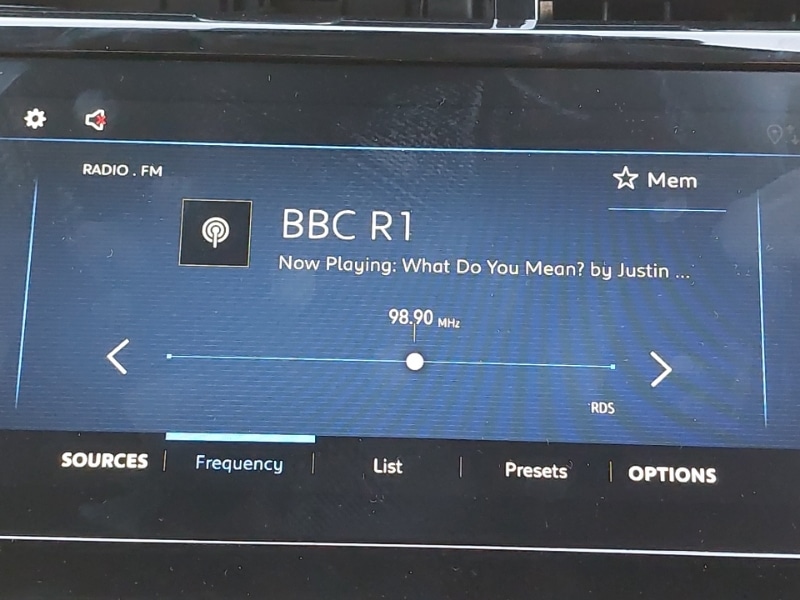 RADIO . FM
Mem
BBC R1
Now Playing: What Do You Mean? by Justin ...
98.90 MHz
RDS
SOURCES
Frequency
List
Presets
OPTIONS